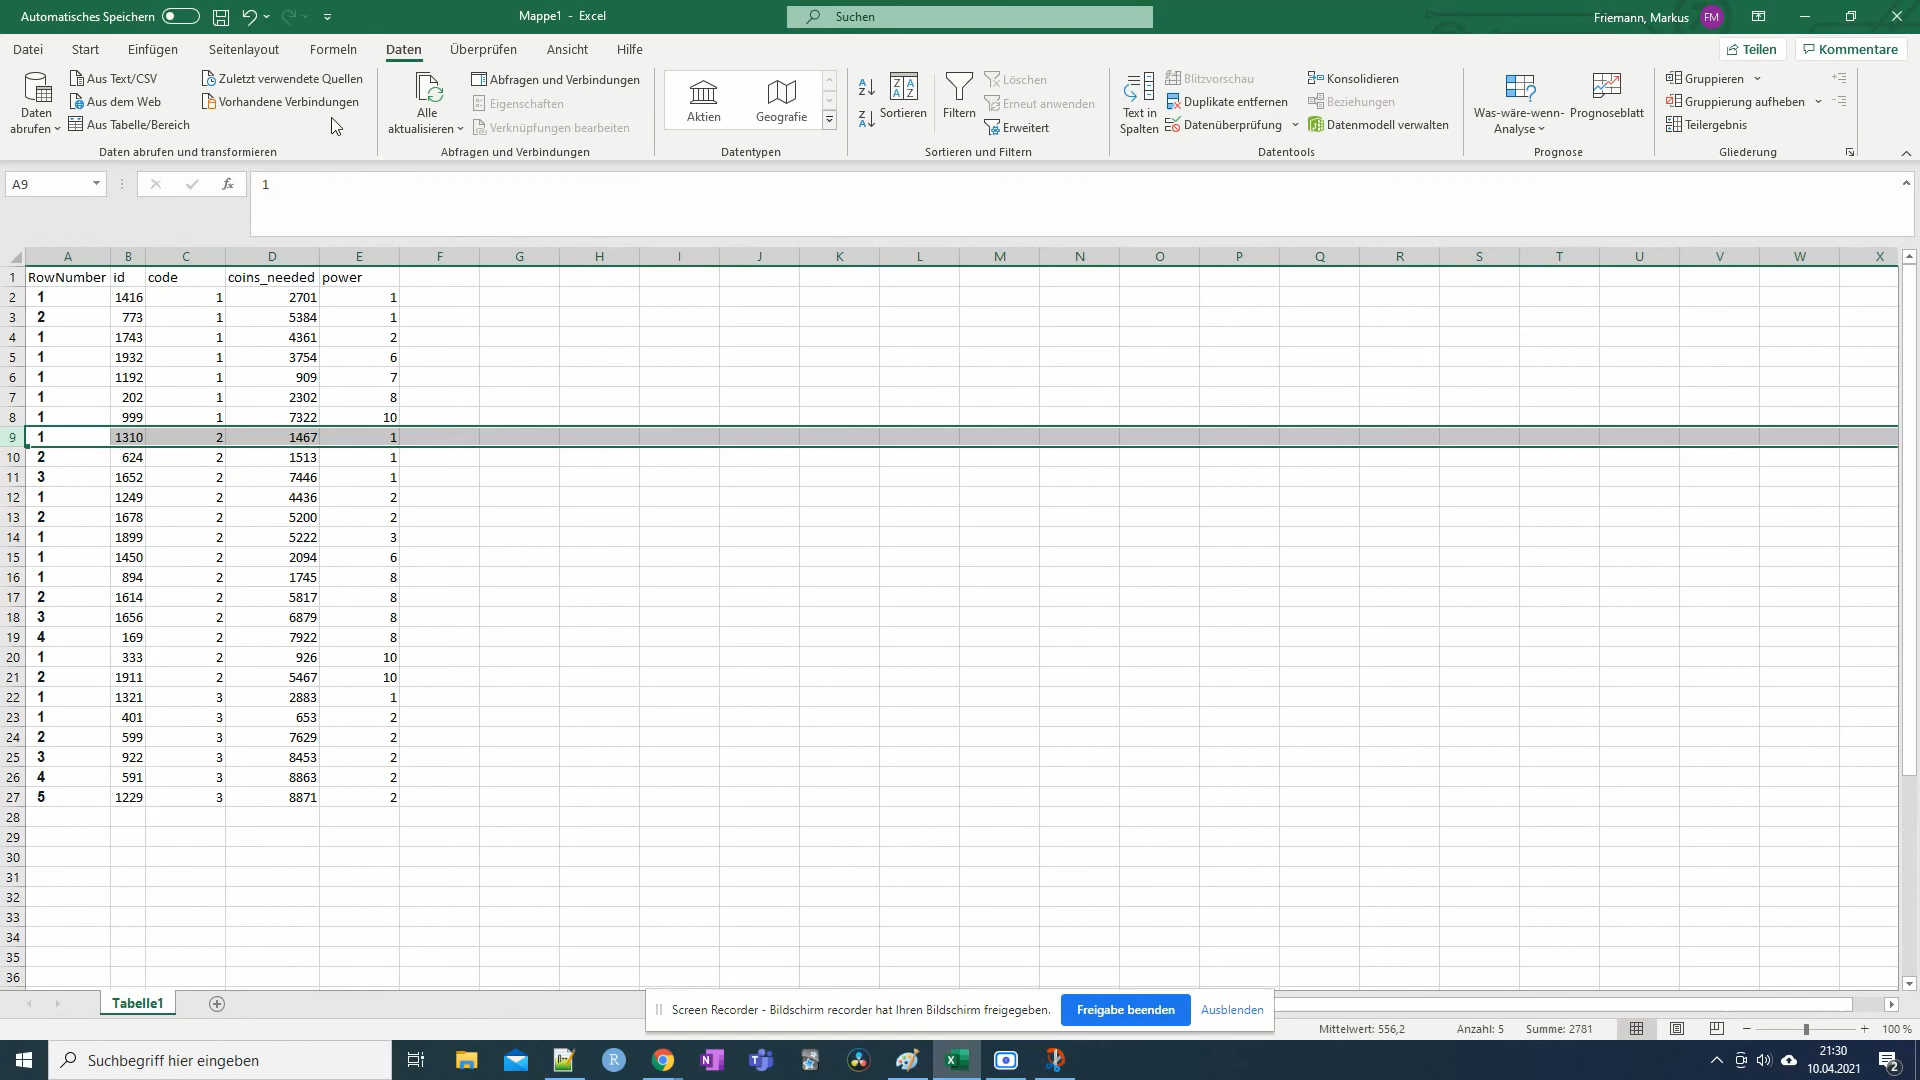 Automatisches Speichern
Mappe1 - Excel
Suchen
Friemann, Markus FM
Datei Start Einfügen Seitenlayout Formeln Daten Überprüfen Ansicht Hilfe
Teilen Kommentare
Daten abrufen
Aus Text/CSV
Aus dem Web
Aus Tabelle/Bereich
Zuletzt verwendete Quellen
Vorhandene Verbindungen
Daten abrufen und transformieren
Alle aktualisieren
Abfragen und Verbindungen
Eigenschaften
Verknüpfungen bearbeiten
Abfragen und Verbindungen
Aktien
Geografie
Datentypen
Sortieren
Filtern
Löschen
Erneut anwenden
Erweitert
Sortieren und Filtern
Text in Spalten
Blitzvorschau
Duplikate entfernen
Datenüberprüfung
Konsolidieren
Beziehungen
Datenmodell verwalten
Datentools
Was-wäre-wenn-Analyse
Prognoseblatt
Prognose
Gruppieren
Gruppierung aufheben
Teilergebnis
Gliederung
A9 fx 1
A B C D E F G H I J K L M N O P Q R S T U V W X
1 RowNumber id code coins_needed power
2 1 1416 1 2701 1
3 2 773 1 5384 1
4 1 1743 1 4361 2
5 1 1932 1 3754 6
6 1 1192 1 909 7
7 1 202 1 2302 8
8 1 999 1 7322 10
9 1 1310 2 1467 1
10 2 624 2 1513 1
11 3 1652 2 7446 1
12 1 1249 2 4436 2
13 2 1678 2 5200 2
14 1 1899 2 5222 3
15 1 1450 2 2094 6
16 1 894 2 1745 8
17 2 1614 2 5817 8
18 3 1656 2 6879 8
19 4 169 2 7922 8
20 1 333 2 926 10
21 2 1911 2 5467 10
22 1 1321 3 2883 1
23 1 401 3 653 2
24 2 599 3 7629 2
25 3 922 3 8453 2
26 4 591 3 8863 2
27 5 1229 3 8871 2
28
29
30
31
32
33
34
35
36
Tabelle1
Screen Recorder - Bildschirm recorder hat Ihren Bildschirm freigegeben. Freigabe beenden Ausblenden
Mittelwert: 556,2 Anzahl: 5 Summe: 2781 100 %
Suchbegriff hier eingeben
21:30
10.04.2021
2